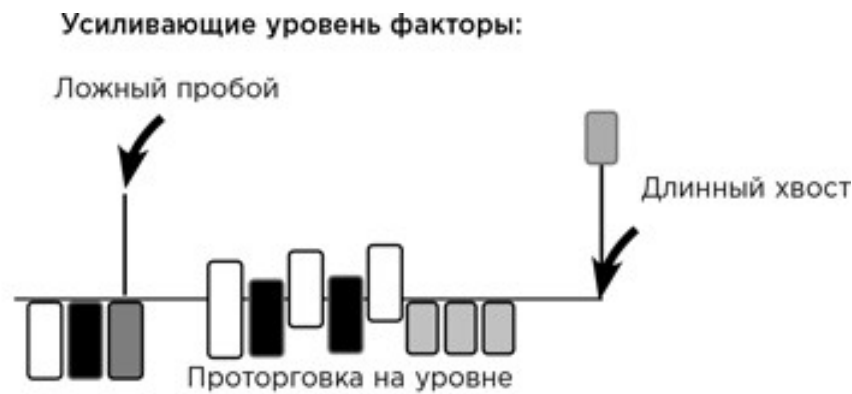 Усиливающие уровень факторы:
Ложный пробой
Длинный хвост
Проторговка на уровне